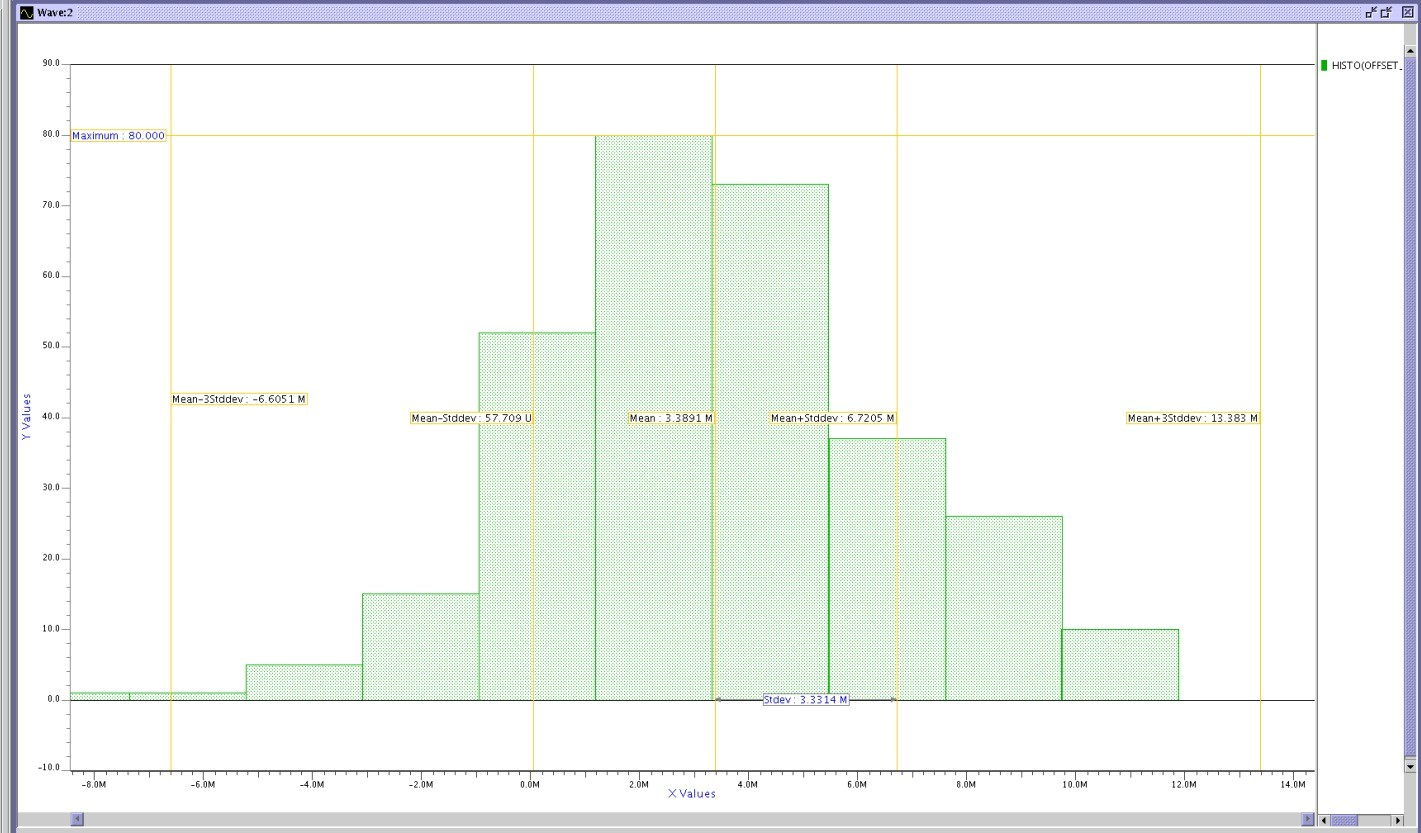 Wave:2
HISTO(OFFSET_
90.0
80.0
Maximum : 80.000
70.0
60.0
50.0
40.0
30.0
20.0
10.0
0.0
-10.0
Y Values
Mean-3Stddev : -6.6051 M
Mean-Stddev : 57.709 U
Mean : 3.3891 M
Mean+Stddev : 6.7205 M
Mean+3Stddev : 13.383 M
Stdev : 3.3314 M
-8.0M -6.0M -4.0M -2.0M 0.0M 2.0M 4.0M 6.0M 8.0M 10.0M 12.0M 14.0M
X Values